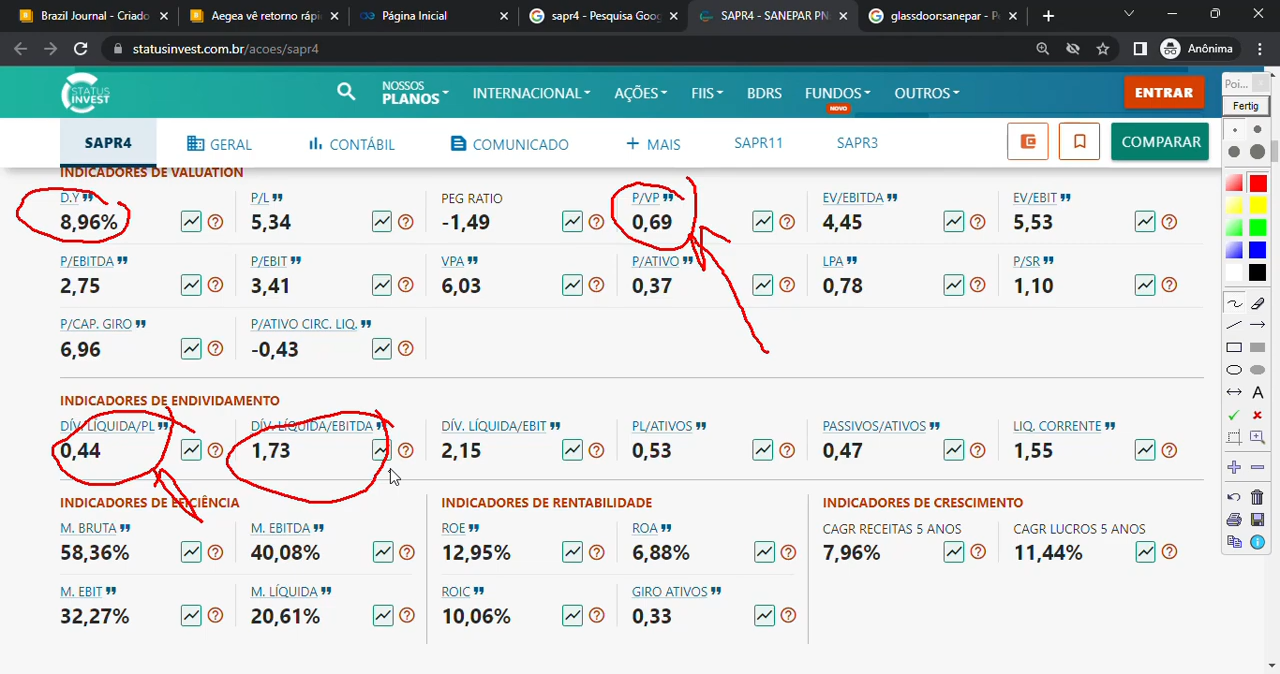 Brazil Journal - Criado
Aegea vê retorno rápi
Página Inicial
sapr4 - Pesquisa Goog
SAPR4 - SANEPAR PN
glassdoor:sanepar - P
statusinvest.com.br/acoes/sapr4
Anônima
STATUS INVEST
NOSSOS PLANOS
INTERNACIONAL
AÇÕES
FIIS
BDRS
FUNDOS
NOVO
OUTROS
ENTRAR
Poi...
Fertig
SAPR4
GERAL
CONTÁBIL
COMUNICADO
+ MAIS
SAPR11
SAPR3
COMPARAR
INDICADORES DE VALUATION
D.Y
P/L
PEG RATIO
P/VP
EV/EBITDA
EV/EBIT
8,96%
5,34
-1,49
0,69
4,45
5,53
P/EBITDA
P/EBIT
VPA
P/ATIVO
LPA
P/SR
2,75
3,41
6,03
0,37
0,78
1,10
P/CAP. GIRO
P/ATIVO CIRC. LIQ.
6,96
-0,43
INDICADORES DE ENDIVIDAMENTO
DÍV. LÍQUIDA/PL
DÍV. LÍQUIDA/EBITDA
DÍV. LÍQUIDA/EBIT
PL/ATIVOS
PASSIVOS/ATIVOS
LIQ. CORRENTE
0,44
1,73
2,15
0,53
0,47
1,55
INDICADORES DE EFICIÊNCIA
INDICADORES DE RENTABILIDADE
INDICADORES DE CRESCIMENTO
M. BRUTA
M. EBITDA
ROE
ROA
CAGR RECEITAS 5 ANOS
CAGR LUCROS 5 ANOS
58,36%
40,08%
12,95%
6,88%
7,96%
11,44%
M. EBIT
M. LÍQUIDA
ROIC
GIRO ATIVOS
32,27%
20,61%
10,06%
0,33